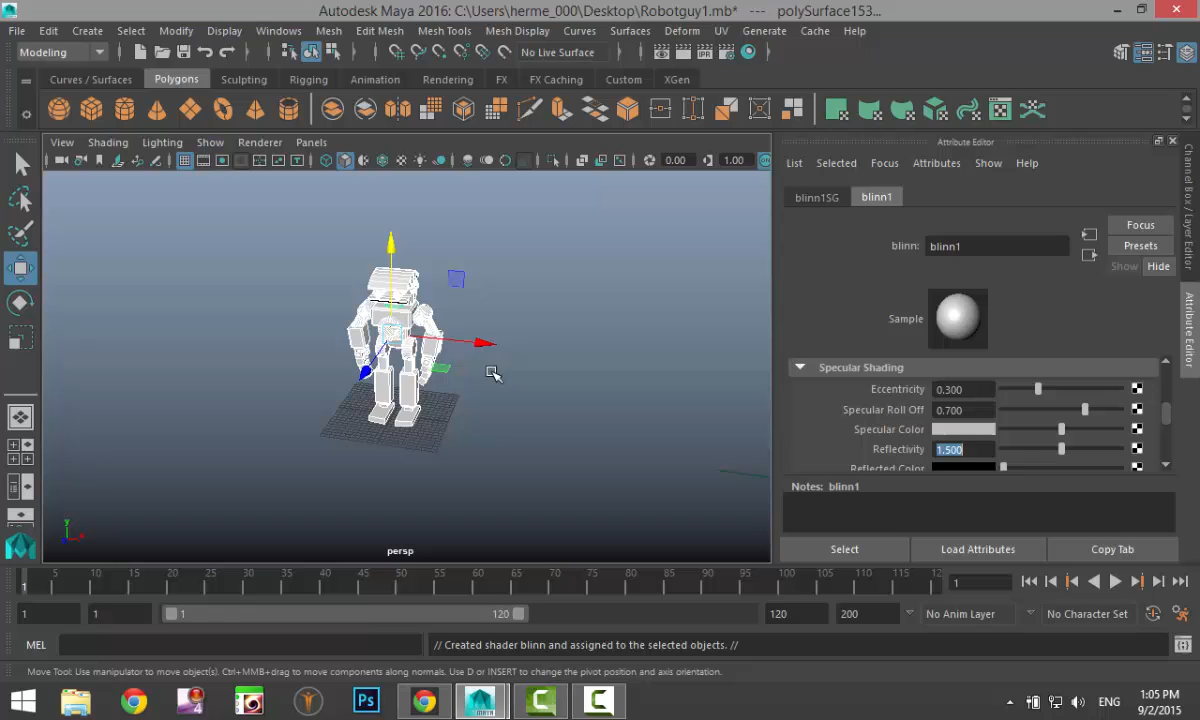 Autodesk Maya 2016: C:\Users\herme_000\Desktop\Robotguy1.mb* --- polySurface153...
File Edit Create Select Modify Display Windows Mesh Edit Mesh Mesh Tools Mesh Display Curves Surfaces Deform UV Generate Cache Help
Modeling No Live Surface
Curves / Surfaces Polygons Sculpting Rigging Animation Rendering FX FX Caching Custom XGen
View Shading Lighting Show Renderer Panels
0.00 1.00
Attribute Editor
List Selected Focus Attributes Show Help
blinn1SG blinn1
Focus
blinn: blinn1
Presets
Show Hide
Sample
Specular Shading
Eccentricity 0.300
Specular Roll Off 0.700
Specular Color
Reflectivity 1.500
Reflected Color
Notes: blinn1
Select Load Attributes Copy Tab
Channel Box / Layer Editor
Attribute Editor
y
persp
1 5 10 15 20 25 30 35 40 45 50 55 60 65 70 75 80 85 90 95 100 105 110 115 12 1
1 1 1 120 120 200 No Anim Layer No Character Set
MEL // Created shader blinn and assigned to the selected objects. //
Move Tool: Use manipulator to move object(s). Ctrl+MMB+drag to move components along normals. Use D or INSERT to change the pivot position and axis orientation.
Ps MAYA ENG 1:05 PM
9/2/2015